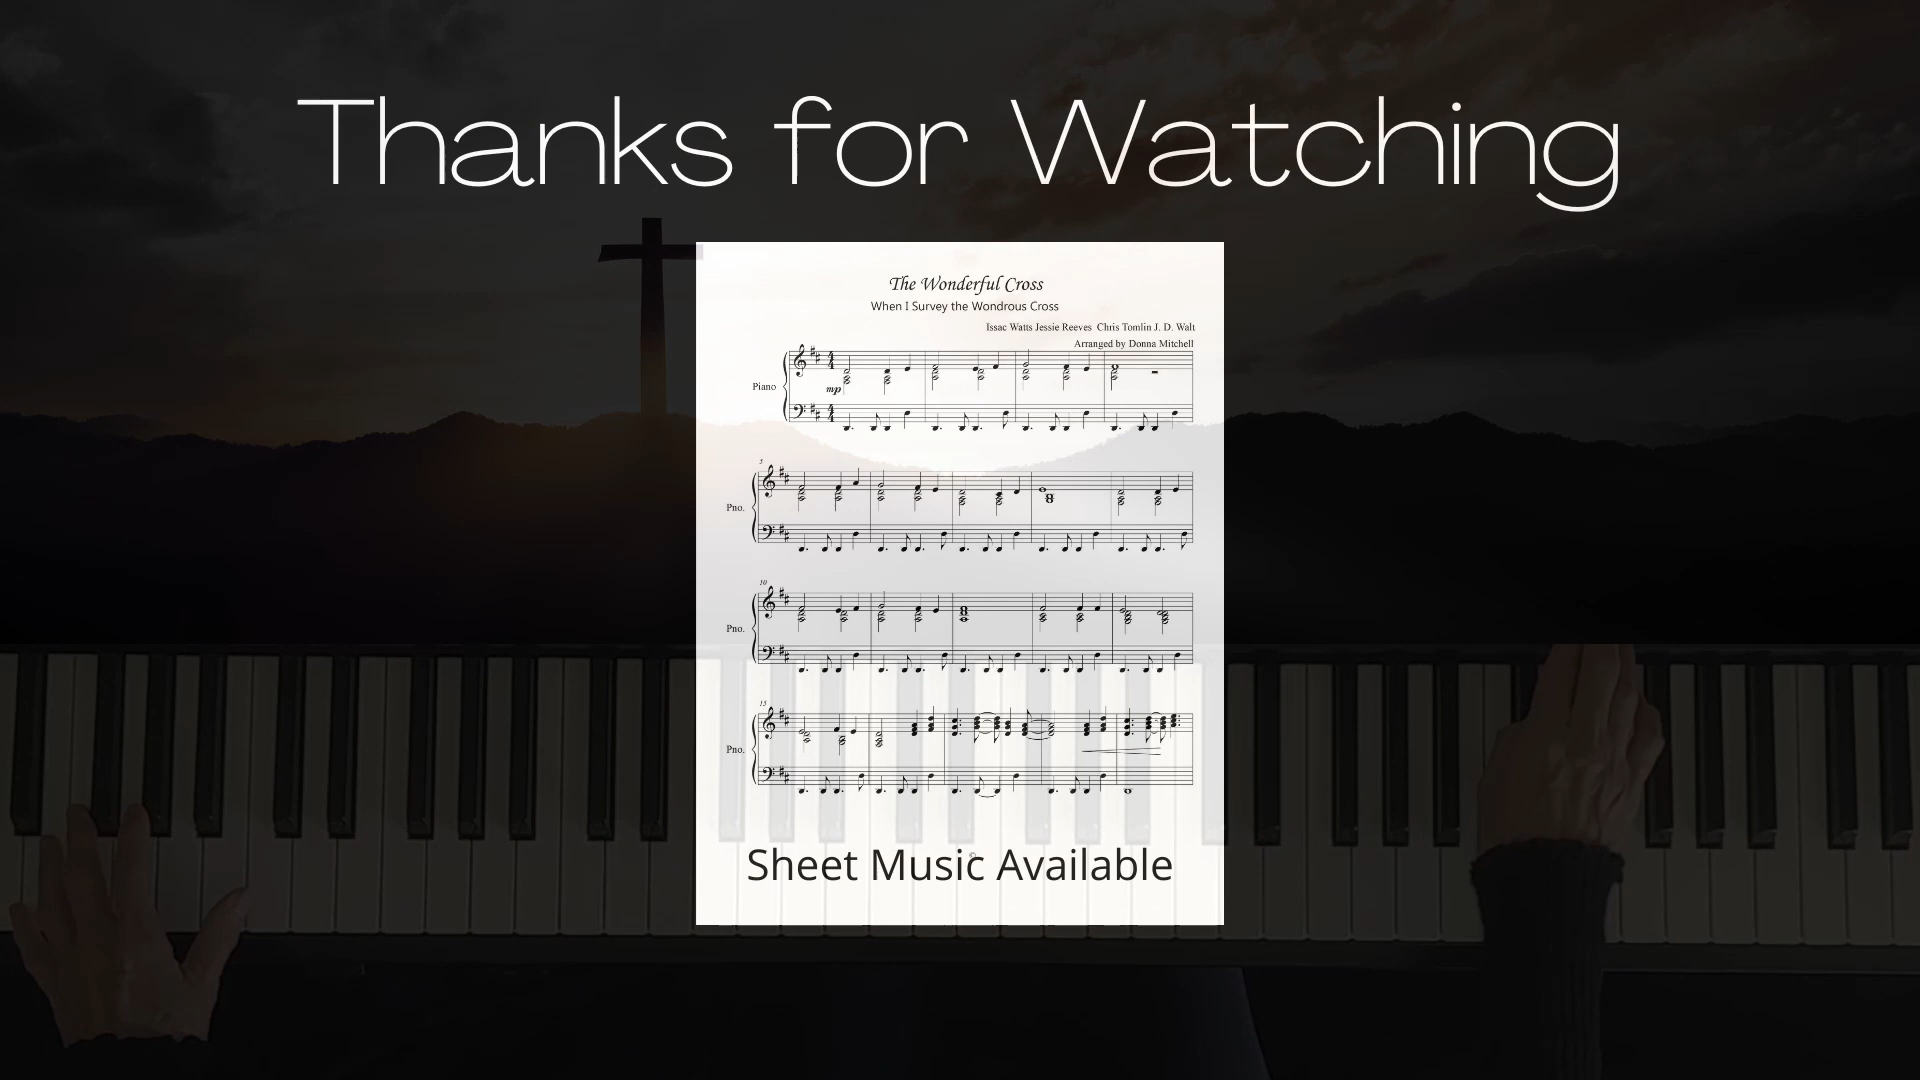 Thanks for Watching
The Wonderful Cross
When I Survey the Wondrous Cross
Issac Watts Jessie Reeves Chris Tomlin J. D. Walt
Arranged by Donna Mitchell
Piano
mp
5
Pno.
10
Pno.
15
Pno.
©
Sheet Music Available